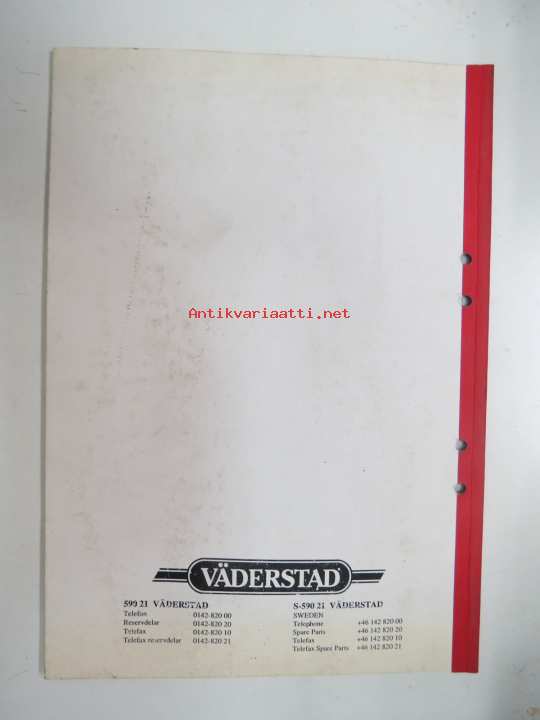 Antikvariaatti.net
VÄDERSTAD
590 21 VÄDERSTAD
Telefax 0142-820 00
Reservdelar 0142-820 20
Telefax 0142-820 10
Telefax reservdelar 0142-820 21
S-590 21 VÄDERSTAD
SWEDEN
Telephone +46 142 820 00
Spare Parts +46 142 820 20
Telefax +46 142 820 10
Telefax Spare Parts +46 142 820 21